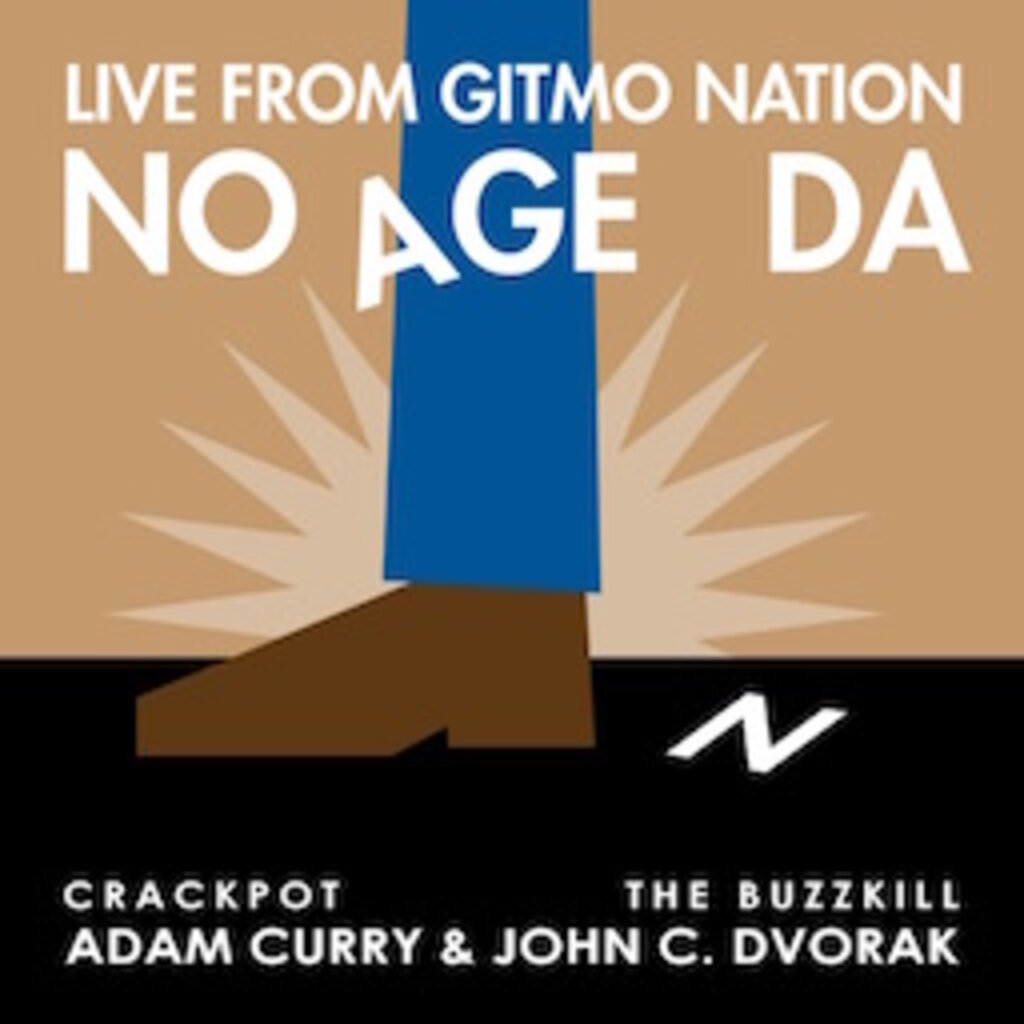 LIVE FROM GITMO NATION
NO AGE DA
N
CRACKPOT THE BUZZKILL
ADAM CURRY & JOHN C. DVORAK